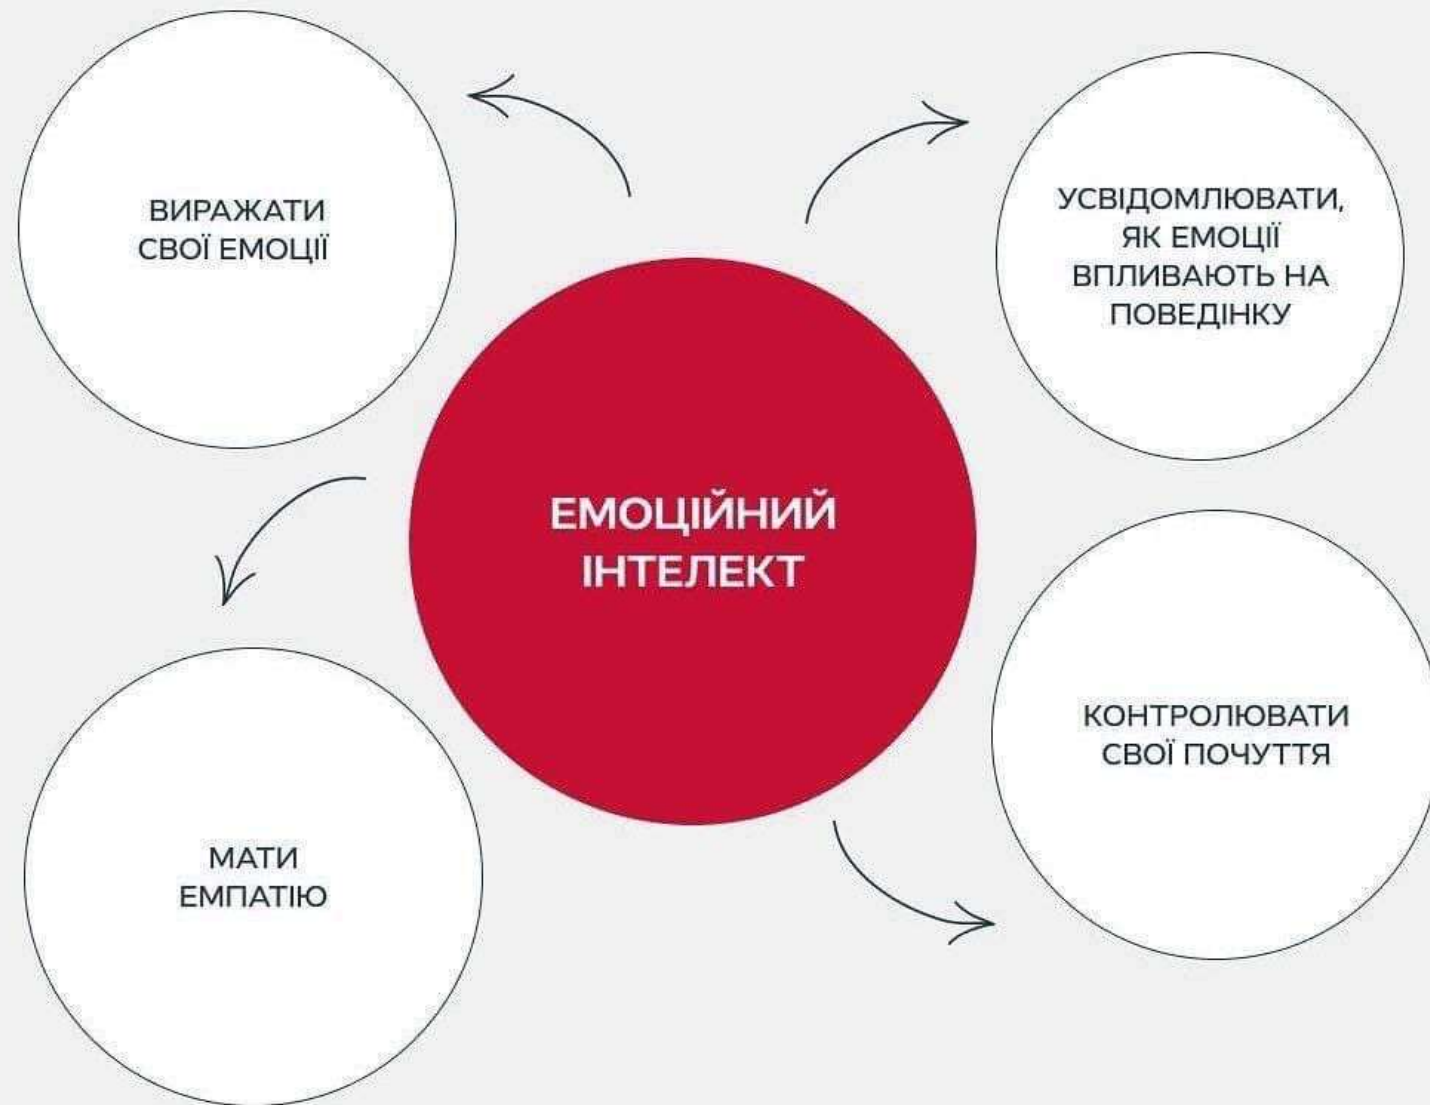 ВИРАЖАТИ
СВОЇ ЕМОЦІЇ
УСВІДОМЛЮВАТИ,
ЯК ЕМОЦІЇ
ВПЛИВАЮТЬ НА
ПОВЕДІНКУ
ЕМОЦІЙНИЙ
ІНТЕЛЕКТ
КОНТРОЛЮВАТИ
СВОЇ ПОЧУТТЯ
МАТИ
ЕМПАТІЮ